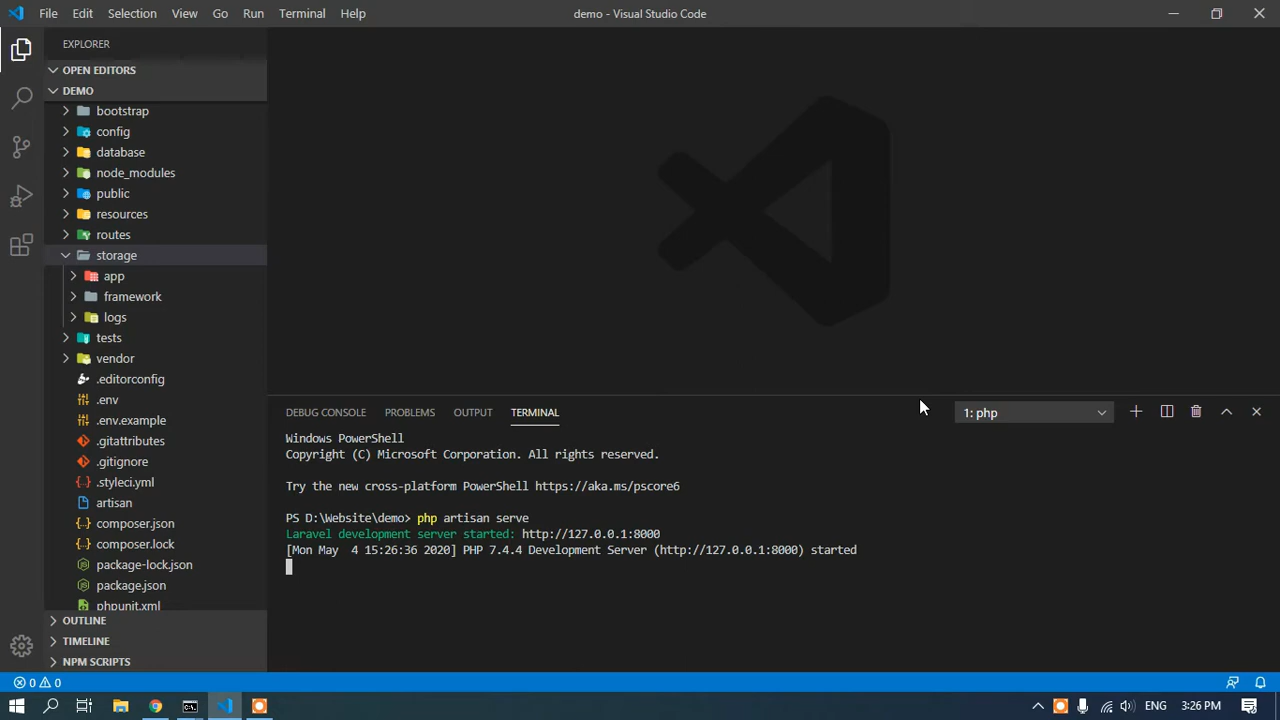 File Edit Selection View Go Run Terminal Help
demo - Visual Studio Code
EXPLORER
OPEN EDITORS
DEMO
bootstrap
config
database
node_modules
public
resources
routes
storage
app
framework
logs
tests
vendor
.editorconfig
.env
.env.example
.gitattributes
.gitignore
.styleci.yml
artisan
composer.json
composer.lock
package-lock.json
package.json
phpunit.xml
OUTLINE
TIMELINE
NPM SCRIPTS
DEBUG CONSOLE PROBLEMS OUTPUT TERMINAL
1: php
Windows PowerShell
Copyright (C) Microsoft Corporation. All rights reserved.
Try the new cross-platform PowerShell https://aka.ms/pscore6
PS D:\Website\demo> php artisan serve
Laravel development server started: http://127.0.0.1:8000
[Mon May  4 15:26:36 2020] PHP 7.4.4 Development Server (http://127.0.0.1:8000) started
0 0
ENG 3:26 PM